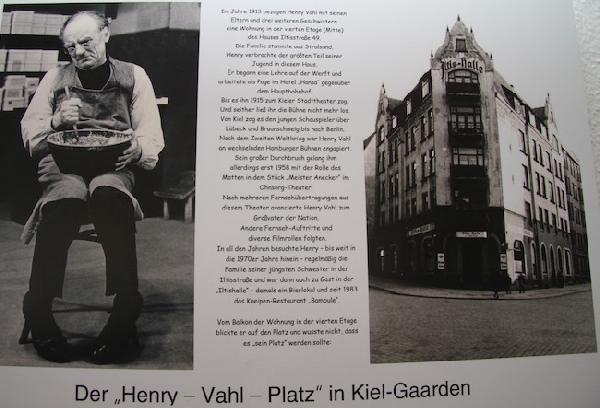 Im Jahre 1913 bezogen Henry Vahl mit seinen
Eltern und drei weiteren Geschwistern
eine Wohnung in der vierten Etage (Mitte)
des Hauses Iltisstraße 49.
Die Familie stammte aus Stralsund,
Henry verbrachte der größten Teil seiner
Jugend in diesem Haus.
Er begann eine Lehre auf der Werft und
arbeitete als Page im Hotel „Hansa" gegenüber
dem Hauptbahnhof
Bis es ihn 1915 zum Kieler Stadttheater zog.
Und seither ließ ihn die Bühne nicht mehr los.
Von Kiel zog es den jungen Schauspieler über
Lübeck und Braunschweig bis nach Berlin.
Nach dem Zweiten Weltkrieg war Henry Vahl
an wechselnden Hamburger Bühnen engagiert.
Sein großer Durchbruch gelang ihm
allerdings erst 1958 mit der Rolle des
Matten in dem Stück „Meister Anecker" im
Ohnsorg-Theater
Nach mehreren Fernsehübertragungen aus
diesem Theater avancierte Henry Vahl zum
Großvater der Nation.
Andere Fernseh-Auftritte und
diverse Filmrollen folgten.
In all den Jahren besuchte Henry – bis weit in
die 1970er Jahre hinein – regelmäßig die
Familie seiner jüngsten Schwester in der
Iltisstraße und war dann auch zu Gast in der
„Iltishalle" – damals ein Bierlokal und seit 1983
das Kneipen-Restaurant „Bambule".
Vom Balkon der Wohnung in der viertes Etage
blickte er auf den Platz und wusste nicht, dass
es „sein Platz" werden sollte:
Iltis-Halle
Der „Henry – Vahl – Platz" in Kiel-Gaarden